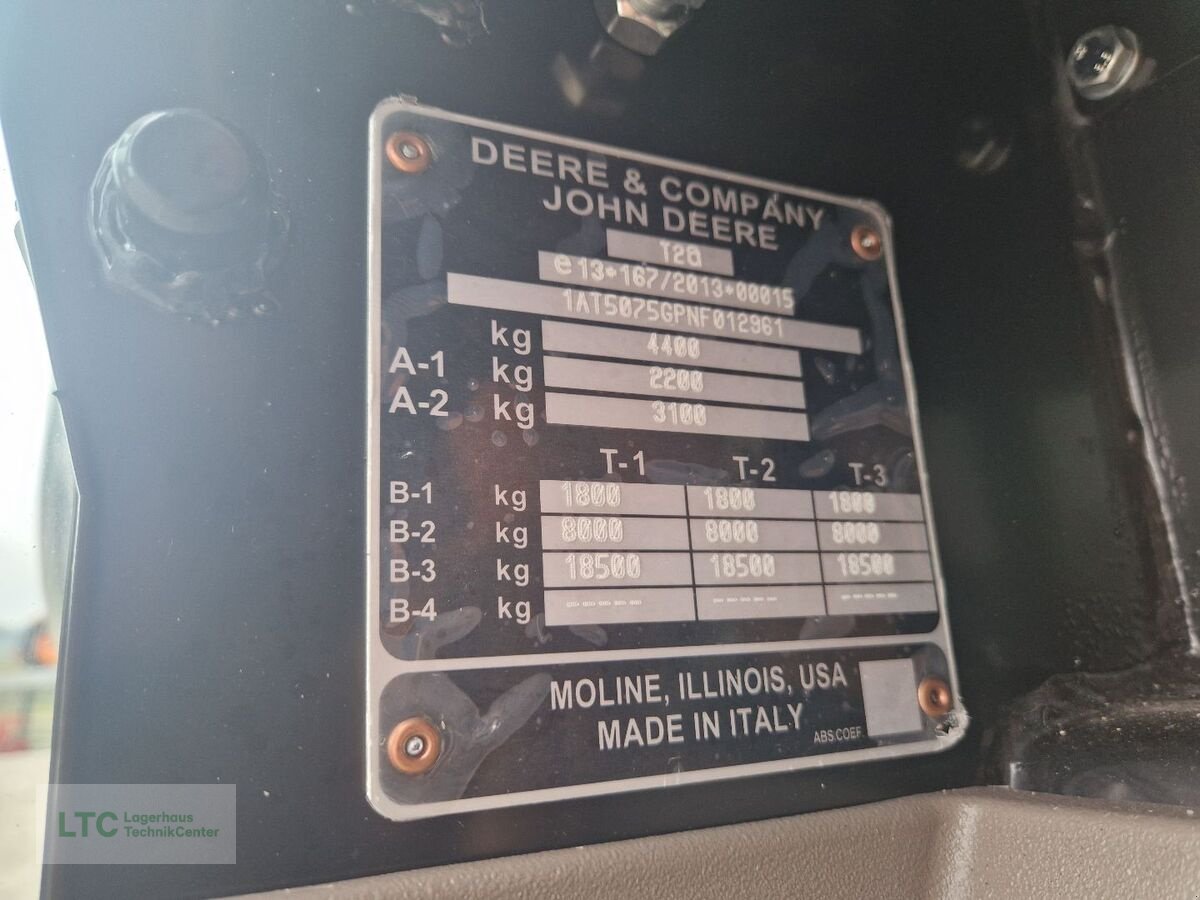 DEERE & COMPANY
JOHN DEERE
T2a
e13*167/2013*00015
1AT5075GPNF012961
kg 4400
A-1 kg 2200
A-2 kg 3100
T-1 T-2 T-3
B-1 kg 1800 1800 1800
B-2 kg 8000 8000 8000
B-3 kg 18500 18500 18500
B-4 kg ----- ----- -----
MOLINE, ILLINOIS, USA
MADE IN ITALY
ABS.COEF
LTC Lagerhaus
TechnikCenter